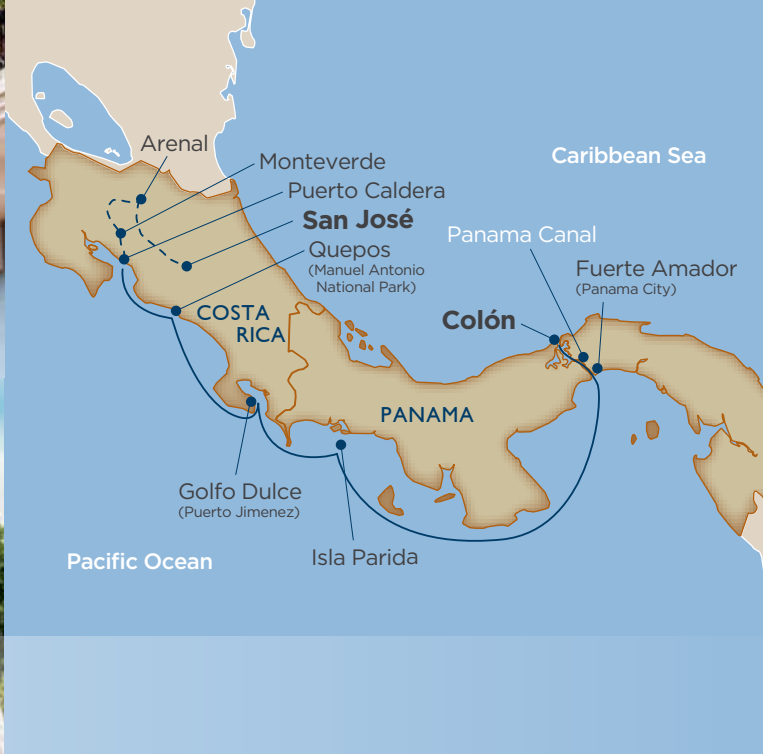 Arenal
Monteverde
Caribbean Sea
Puerto Caldera
San José
Panama Canal
Quepos
(Manuel Antonio
National Park)
Fuerte Amador
(Panama City)
COSTA
RICA
Colón
PANAMA
Golfo Dulce
(Puerto Jimenez)
Isla Parida
Pacific Ocean